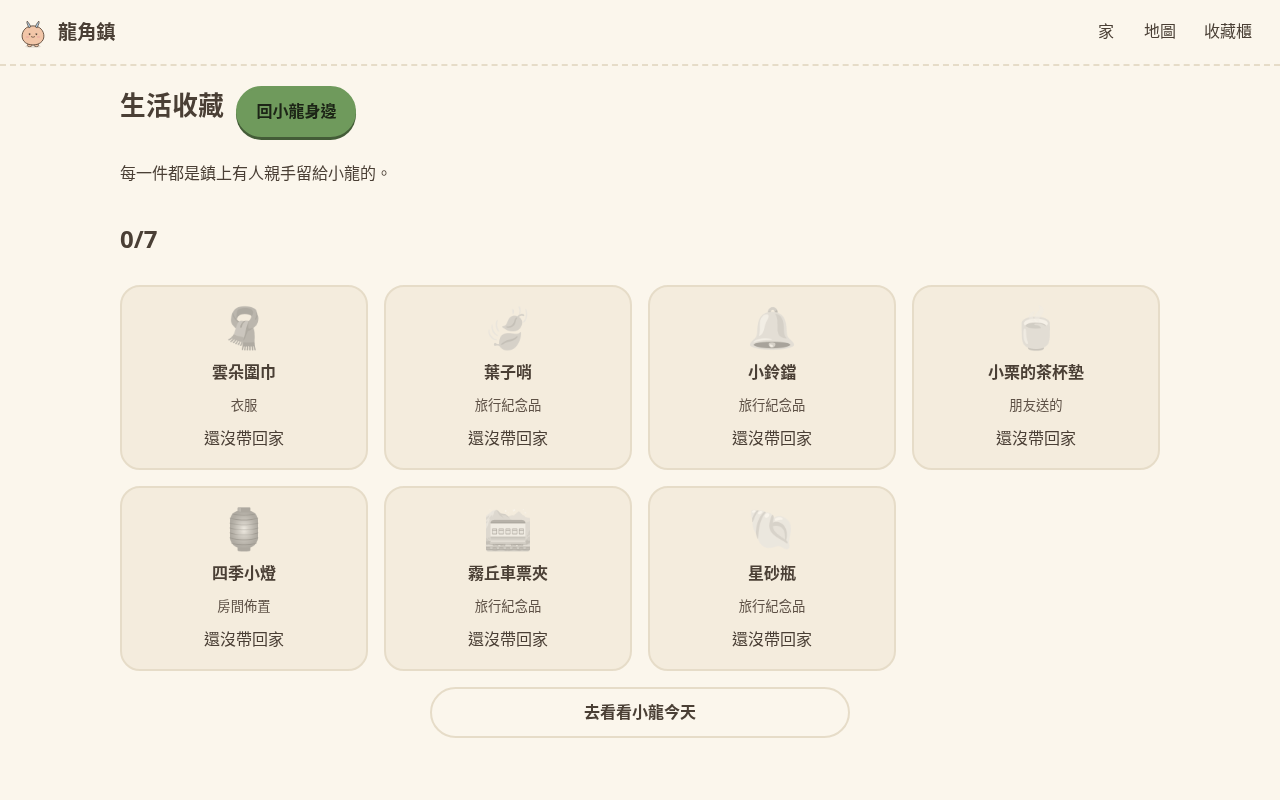 龍角鎮
家 地圖 收藏櫃
生活收藏 回小龍身邊
每一件都是鎮上有人親手留給小龍的。
0/7
雲朵圍巾
衣服
還沒帶回家
葉子哨
旅行紀念品
還沒帶回家
小鈴鐺
旅行紀念品
還沒帶回家
小栗的茶杯墊
朋友送的
還沒帶回家
四季小燈
房間佈置
還沒帶回家
霧丘車票夾
旅行紀念品
還沒帶回家
星砂瓶
旅行紀念品
還沒帶回家
去看看小龍今天